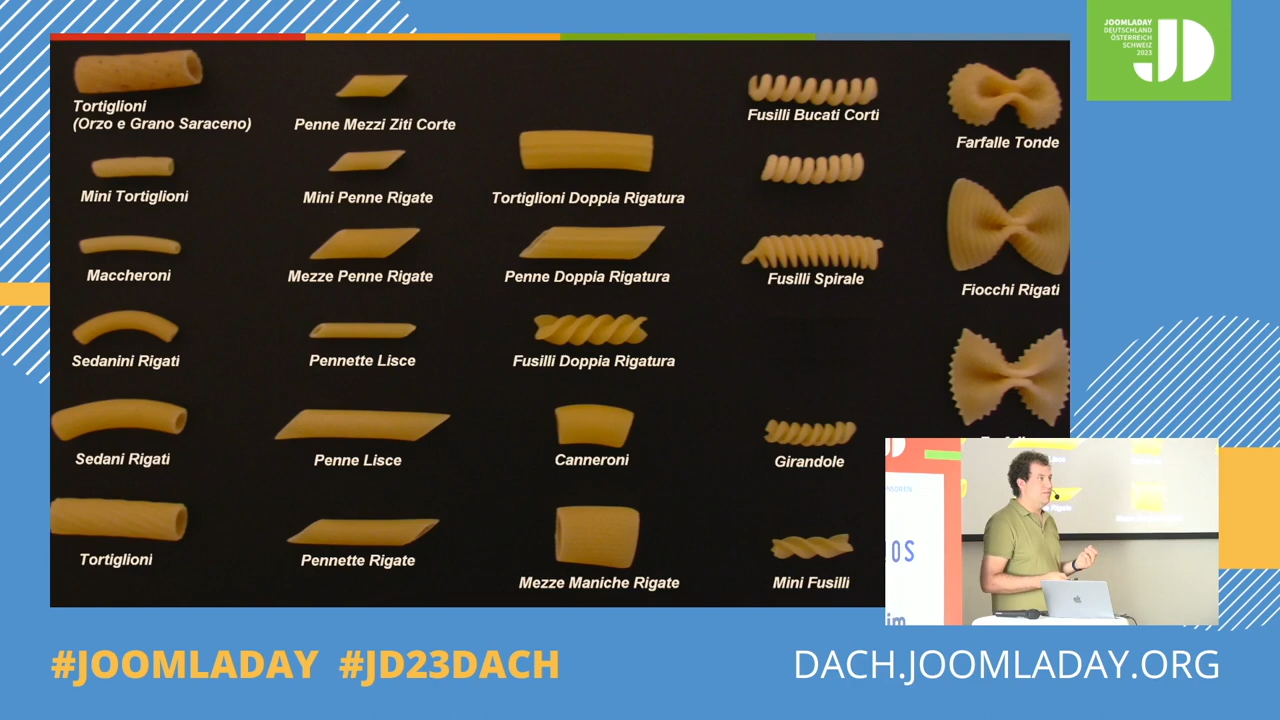 JOOMLADAY
DEUTSCHLAND
ÖSTERREICH
SCHWEIZ
2023
JD
Tortiglioni
(Orzo e Grano Saraceno)
Penne Mezzi Ziti Corte
Fusilli Bucati Corti
Farfalle Tonde
Mini Tortiglioni
Mini Penne Rigate
Tortiglioni Doppia Rigatura
Maccheroni
Mezze Penne Rigate
Penne Doppia Rigatura
Fusilli Spirale
Fiocchi Rigati
Sedanini Rigati
Pennette Lisce
Fusilli Doppia Rigatura
Sedani Rigati
Penne Lisce
Canneroni
Girandole
Tortiglioni
Pennette Rigate
Mezze Maniche Rigate
Mini Fusilli
#JOOMLADAY #JD23DACH
DACH.JOOMLADAY.ORG